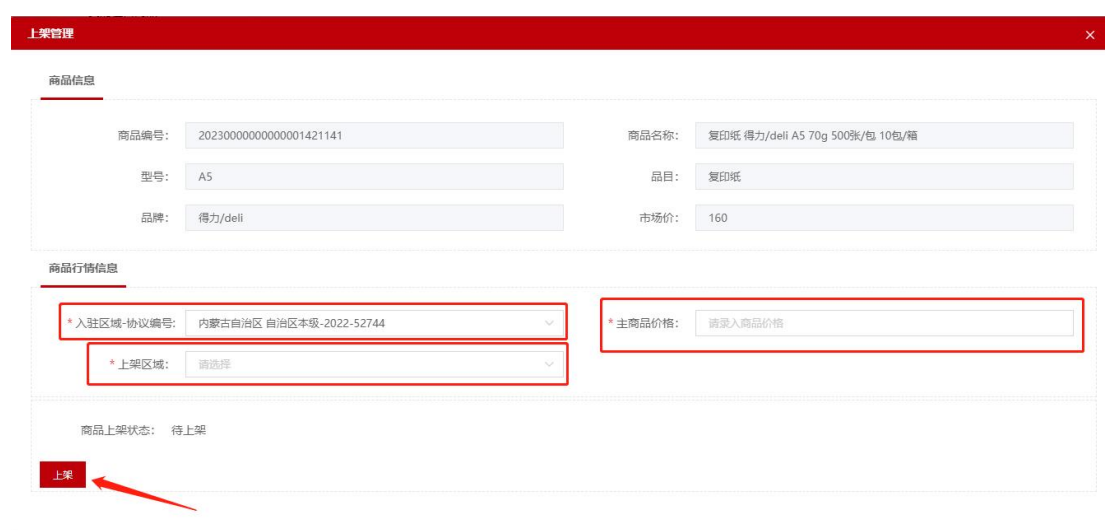 上架管理
商品信息
商品编号: 20230000000000001421141 商品名称: 复印纸 得力/deli A5 70g 500张/包 10包/箱
型号: A5 品目: 复印纸
品牌: 得力/deli 市场价: 160
商品行情信息
* 入驻区域-协议编号: 内蒙古自治区 自治区本级-2022-52744 * 主商品价格: 请录入商品价格
* 上架区域: 请选择
商品上架状态: 待上架
上架